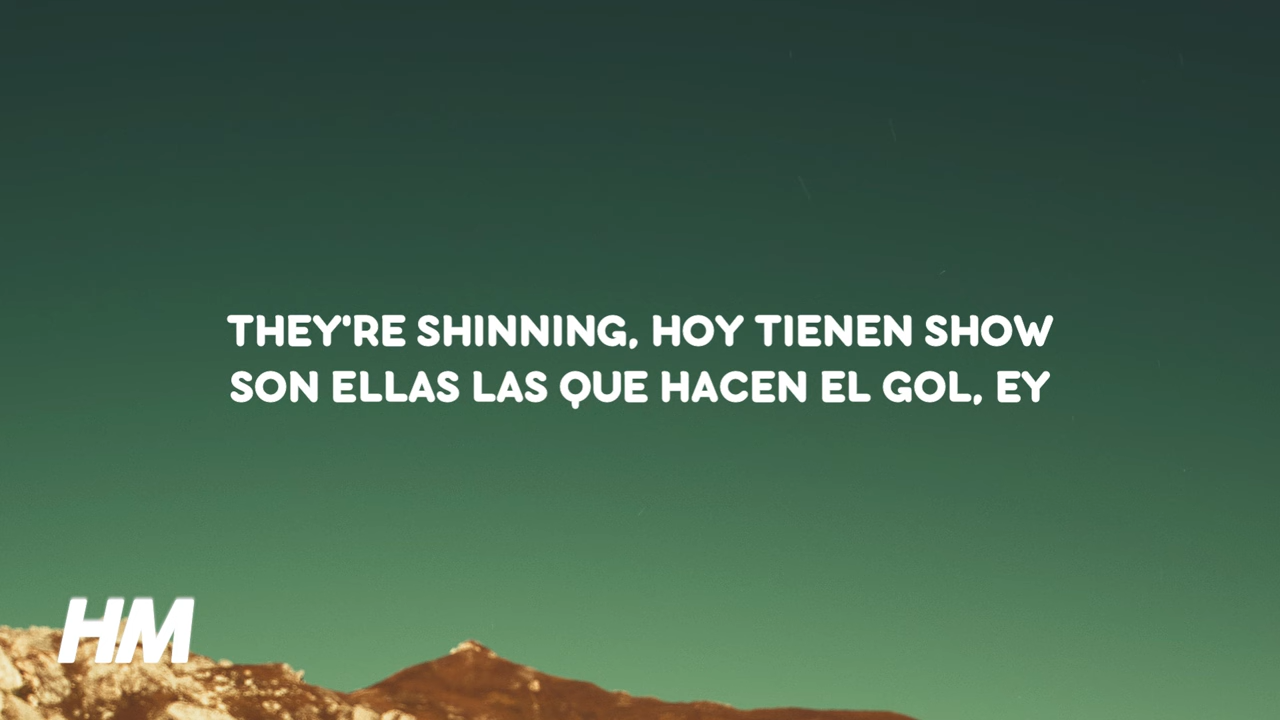 THEY'RE SHINNING, HOY TIENEN SHOW
SON ELLAS LAS QUE HACEN EL GOL, EY
HM